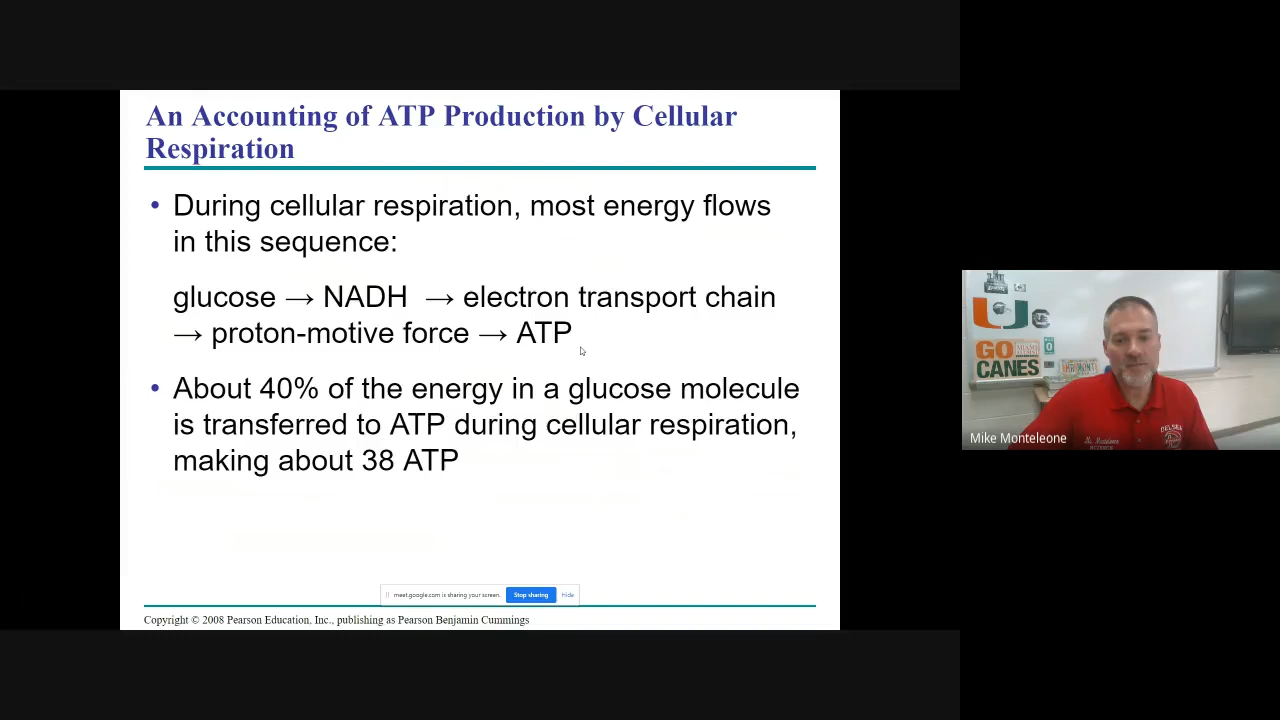 An Accounting of ATP Production by Cellular
Respiration
• During cellular respiration, most energy flows
in this sequence:
glucose → NADH → electron transport chain
→ proton-motive force → ATP
• About 40% of the energy in a glucose molecule
is transferred to ATP during cellular respiration,
making about 38 ATP
meet.google.com is sharing your screen.
Stop sharing
Hide
Copyright © 2008 Pearson Education, Inc., publishing as Pearson Benjamin Cummings
U
GO
CANES
DELSEA
Mike Monteleone